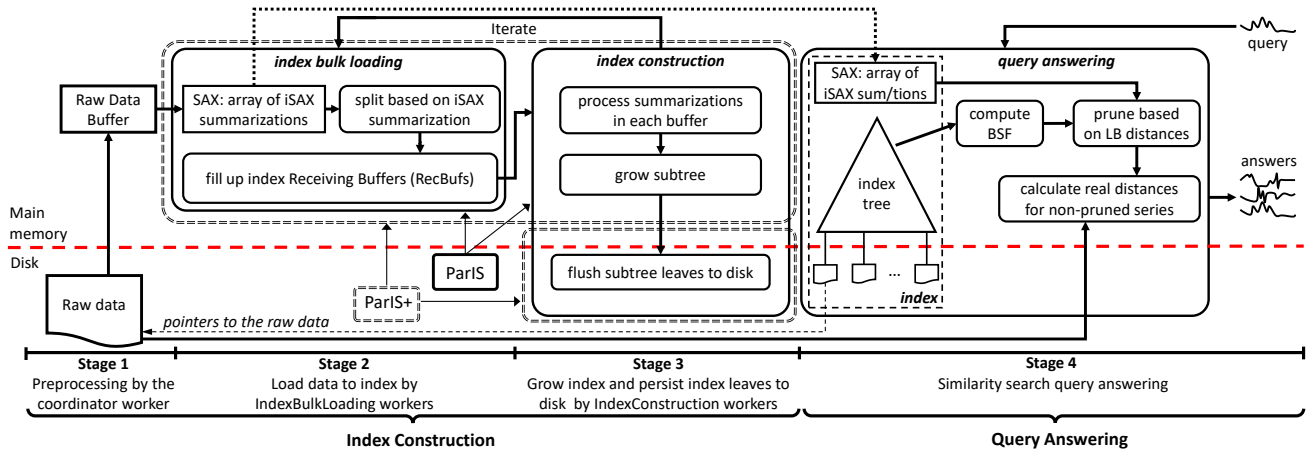 Iterate
index bulk loading
index construction
query answering
query
Raw Data
Buffer
SAX: array of iSAX
summarizations
split based on iSAX
summarization
fill up index Receiving Buffers (RecBufs)
process summarizations
in each buffer
grow subtree
flush subtree leaves to disk
SAX: array of
iSAX sum/tions
compute
BSF
prune based
on LB distances
index
tree
calculate real distances
for non-pruned series
answers
Main
memory
Disk
ParIS
ParIS+
Raw data
...
index
pointers to the raw data
Stage 1
Preprocessing by the
coordinator worker
Stage 2
Load data to index by
IndexBulkLoading workers
Stage 3
Grow index and persist index leaves to
disk by IndexConstruction workers
Stage 4
Similarity search query answering
Index Construction
Query Answering